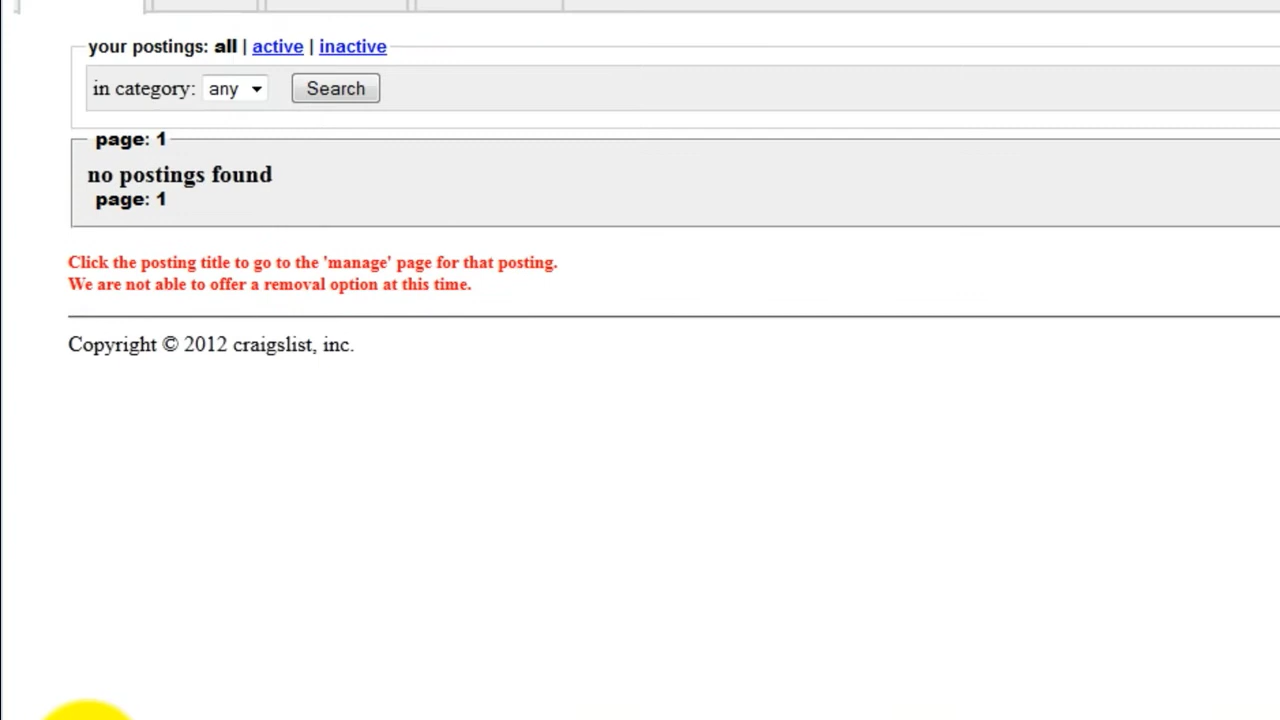 your postings: all | active | inactive
in category: any Search
page: 1
no postings found
page: 1
Click the posting title to go to the 'manage' page for that posting.
We are not able to offer a removal option at this time.
Copyright © 2012 craigslist, inc.